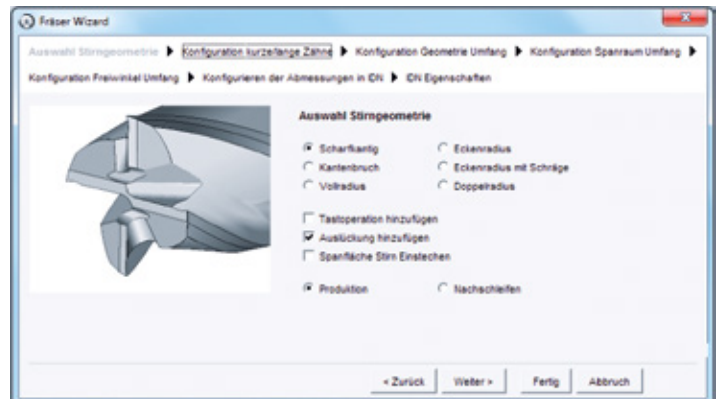 Fräser Wizard
Auswahl Stirngeometrie ▶ Konfiguration kurze/lange Zähne ▶ Konfiguration Geometrie Umfang ▶ Konfiguration Spanraum Umfang ▶
Konfiguration Freiwinkel Umfang ▶ Konfigurieren der Abmessungen in IDN ▶ IDN Eigenschaften
Auswahl Stirngeometrie
Scharfkantig
Eckenradius
Kantenbruch
Eckenradius mit Schräge
Vollradius
Doppelradius
Tastoperation hinzufügen
Auslückung hinzufügen
Spanfläche Stirn Einstechen
Produktion
Nachschleifen
< Zurück
Weiter >
Fertig
Abbruch